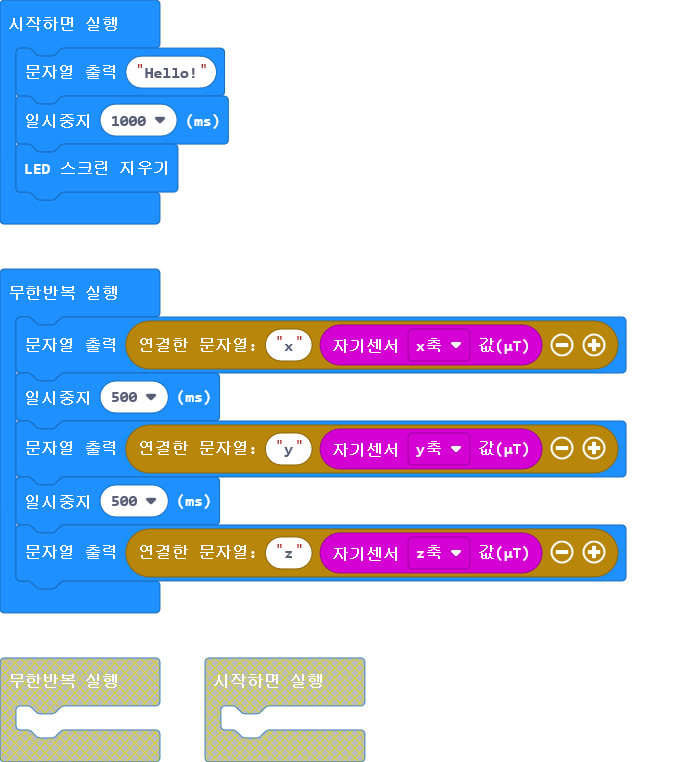 시작하면 실행
문자열 출력 "Hello!"
일시중지 1000 (ms)
LED 스크린 지우기
무한반복 실행
문자열 출력 연결한 문자열: "x" 자기센서 x축 값(μT)
일시중지 500 (ms)
문자열 출력 연결한 문자열: "y" 자기센서 y축 값(μT)
일시중지 500 (ms)
문자열 출력 연결한 문자열: "z" 자기센서 z축 값(μT)
무한반복 실행
시작하면 실행